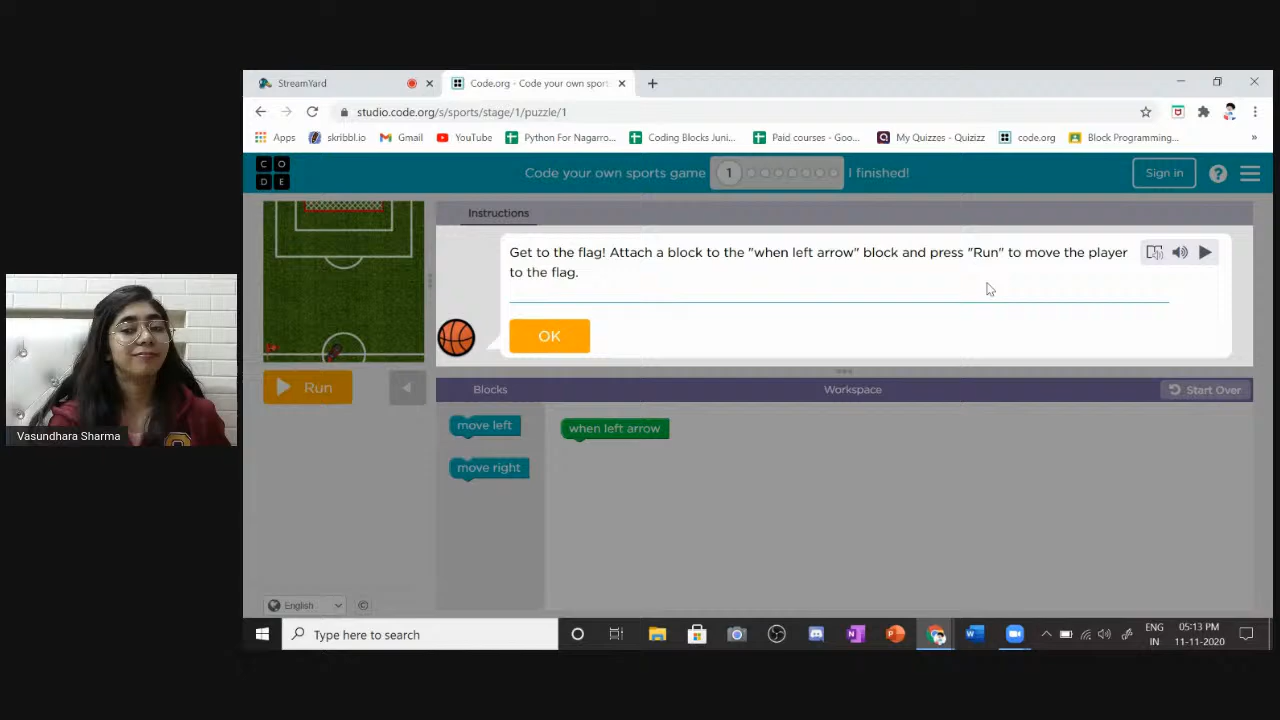 StreamYard
Code.org - Code your own sports
studio.code.org/s/sports/stage/1/puzzle/1
Apps
skribbl.io
Gmail
YouTube
Python For Nagarro...
Coding Blocks Juni...
Paid courses - Goo...
My Quizzes - Quizizz
code.org
Block Programming...
»
C O
D E
Code your own sports game
1
I finished!
Sign in
?
Instructions
Get to the flag! Attach a block to the "when left arrow" block and press "Run" to move the player
to the flag.
OK
Run
Blocks
Workspace
Start Over
move left
when left arrow
move right
Vasundhara Sharma
English
©
Type here to search
ENG
IN
05:13 PM
11-11-2020